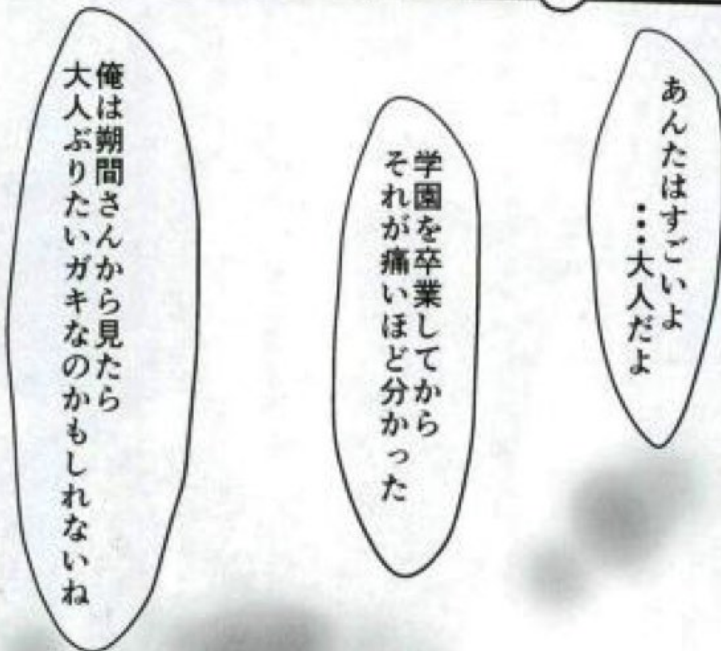 あんたはすごいよ
…大人だよ
学園を卒業してから
それが痛いほど分かった
俺は朔間さんから見たら
大人ぶりたいガキなのかもしれないね